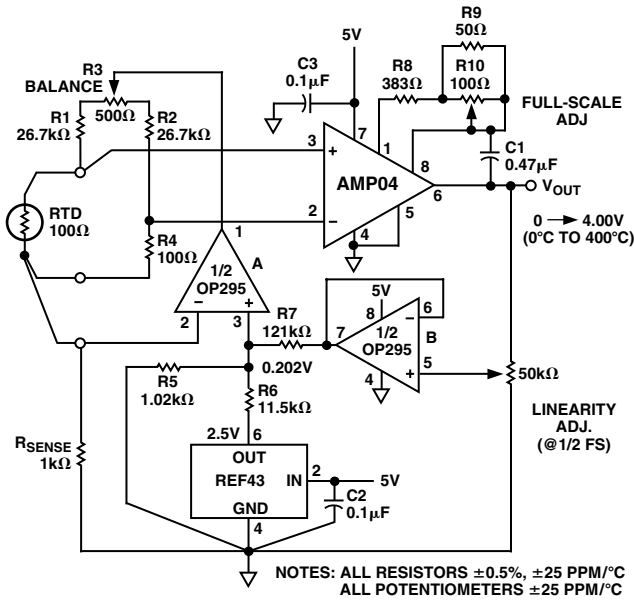 R3
BALANCE
500Ω
R1
26.7kΩ
R2
26.7kΩ
RTD
100Ω
R4
100Ω
C3
0.1μF
5V
R8
383Ω
R9
50Ω
R10
100Ω
FULL-SCALE
ADJ
3
+
7
1
8
AMP04
2
–
6
5
4
C1
0.47μF
VOUT
0 → 4.00V
(0°C TO 400°C)
1
A
1/2
OP295
–
+
2
3
R7
121kΩ
5V
8
7
1/2
OP295
–
6
B
+
5
4
50kΩ
LINEARITY
ADJ.
(@1/2 FS)
0.202V
R5
1.02kΩ
R6
11.5kΩ
RSENSE
1kΩ
2.5V
6
OUT
REF43
IN
2
5V
GND
4
C2
0.1μF
NOTES: ALL RESISTORS ±0.5%, ±25 PPM/°C
ALL POTENTIOMETERS ±25 PPM/°C